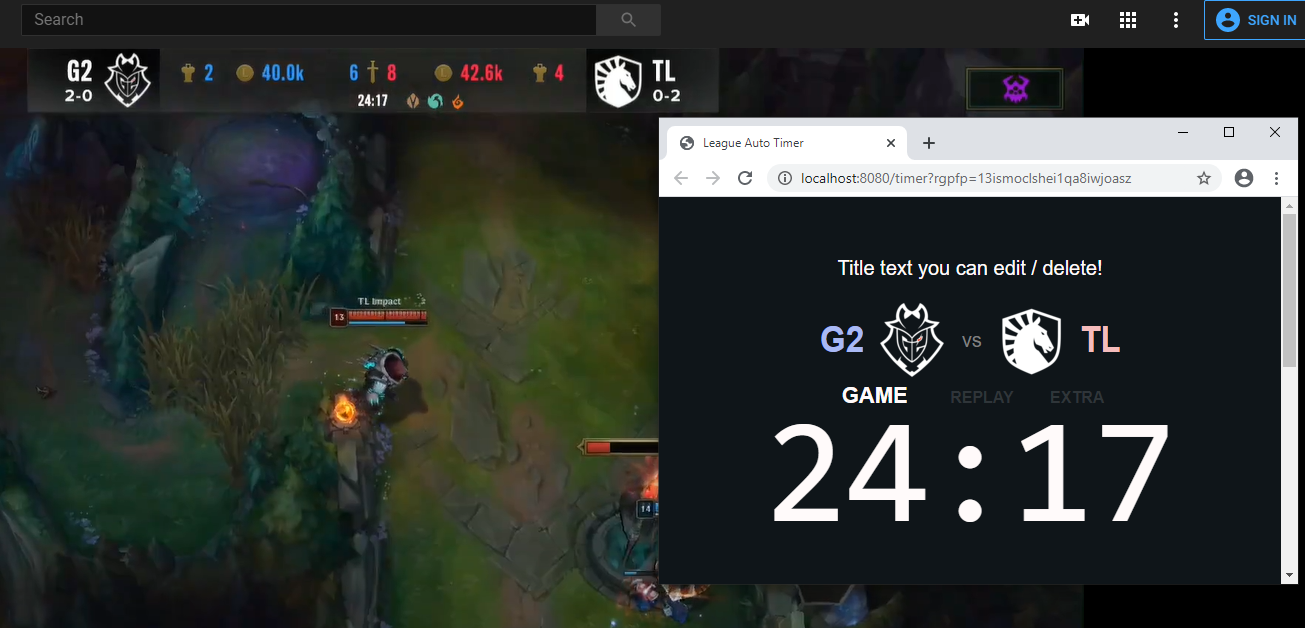 Search
SIGN IN
G2 2 40.0k 6 8 42.6k 4 TL
2-0 24:17 0-2
League Auto Timer
localhost:8080/timer?rgpfp=13ismoclshei1qa8iwjoasz
Title text you can edit / delete!
G2 VS TL
GAME REPLAY EXTRA
24:17
TL Impact
13
14